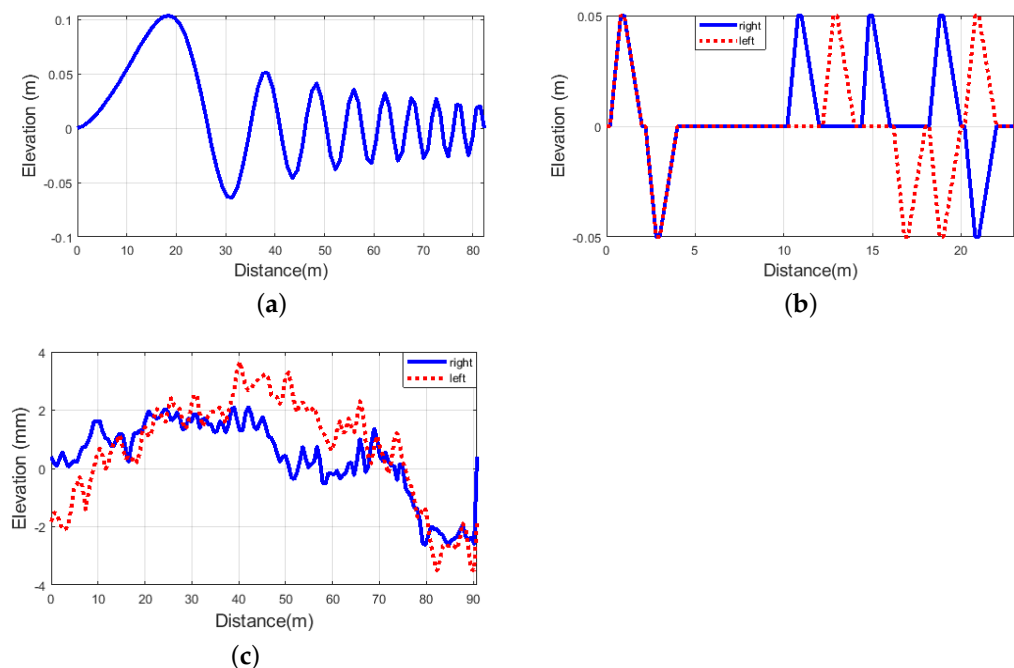 0.1
0.05
0
-0.05
-0.1
Elevation (m)
0 10 20 30 40 50 60 70 80
Distance(m)
(a)
0.05
0
-0.05
Elevation (m)
right
left
0 5 10 15 20
Distance(m)
(b)
4
2
0
-2
-4
Elevation (mm)
right
left
0 10 20 30 40 50 60 70 80 90
Distance(m)
(c)